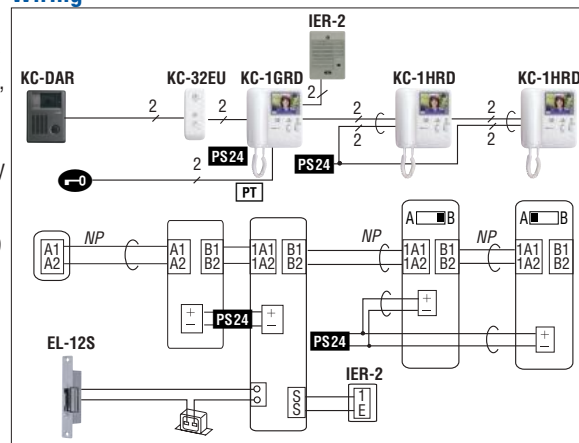 Wiring
IER-2
KC-DAR KC-32EU KC-1GRD KC-1HRD KC-1HRD
2 2 2 2 2
2 2
PS24 PS24
2
PT
A B A B
NP NP NP
A1 A1 B1 1A1 B1 1A1 B1 1A1 B1
A2 A2 B2 1A2 B2 1A2 B2 1A2 B2
+ + + +
− − − −
PS24 PS24
EL-12S IER-2
S 1
S E